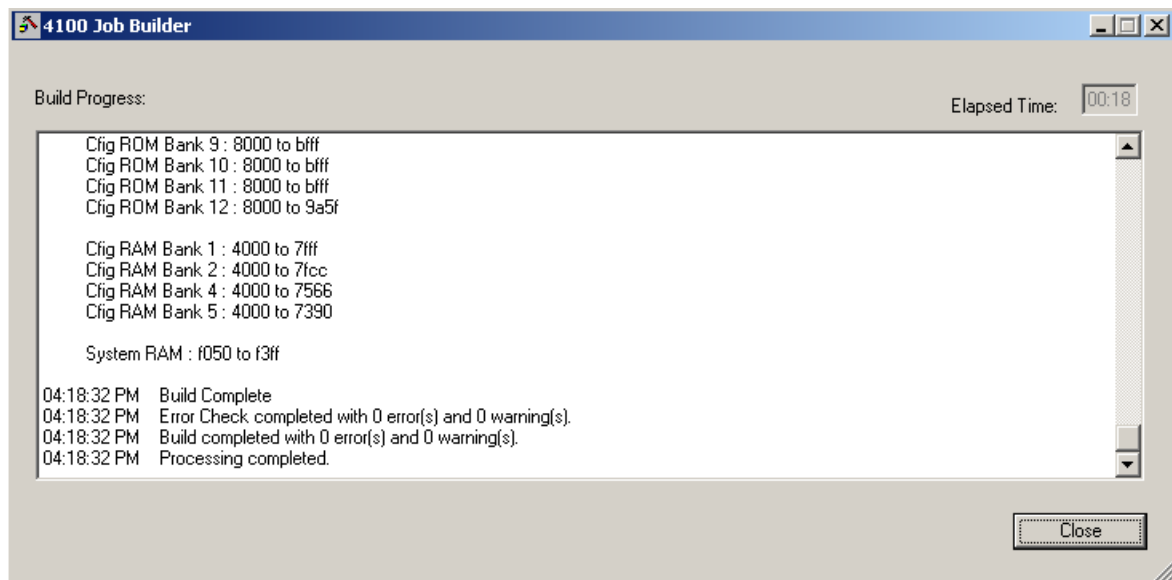 4100 Job Builder
Build Progress:
Elapsed Time: 00:18
Cfig ROM Bank 9 : 8000 to bfff
Cfig ROM Bank 10 : 8000 to bfff
Cfig ROM Bank 11 : 8000 to bfff
Cfig ROM Bank 12 : 8000 to 9a5f
Cfig RAM Bank 1 : 4000 to 7fff
Cfig RAM Bank 2 : 4000 to 7fcc
Cfig RAM Bank 4 : 4000 to 7566
Cfig RAM Bank 5 : 4000 to 7390
System RAM : f050 to f3ff
04:18:32 PM Build Complete
04:18:32 PM Error Check completed with 0 error(s) and 0 warning(s).
04:18:32 PM Build completed with 0 error(s) and 0 warning(s).
04:18:32 PM Processing completed.
Close